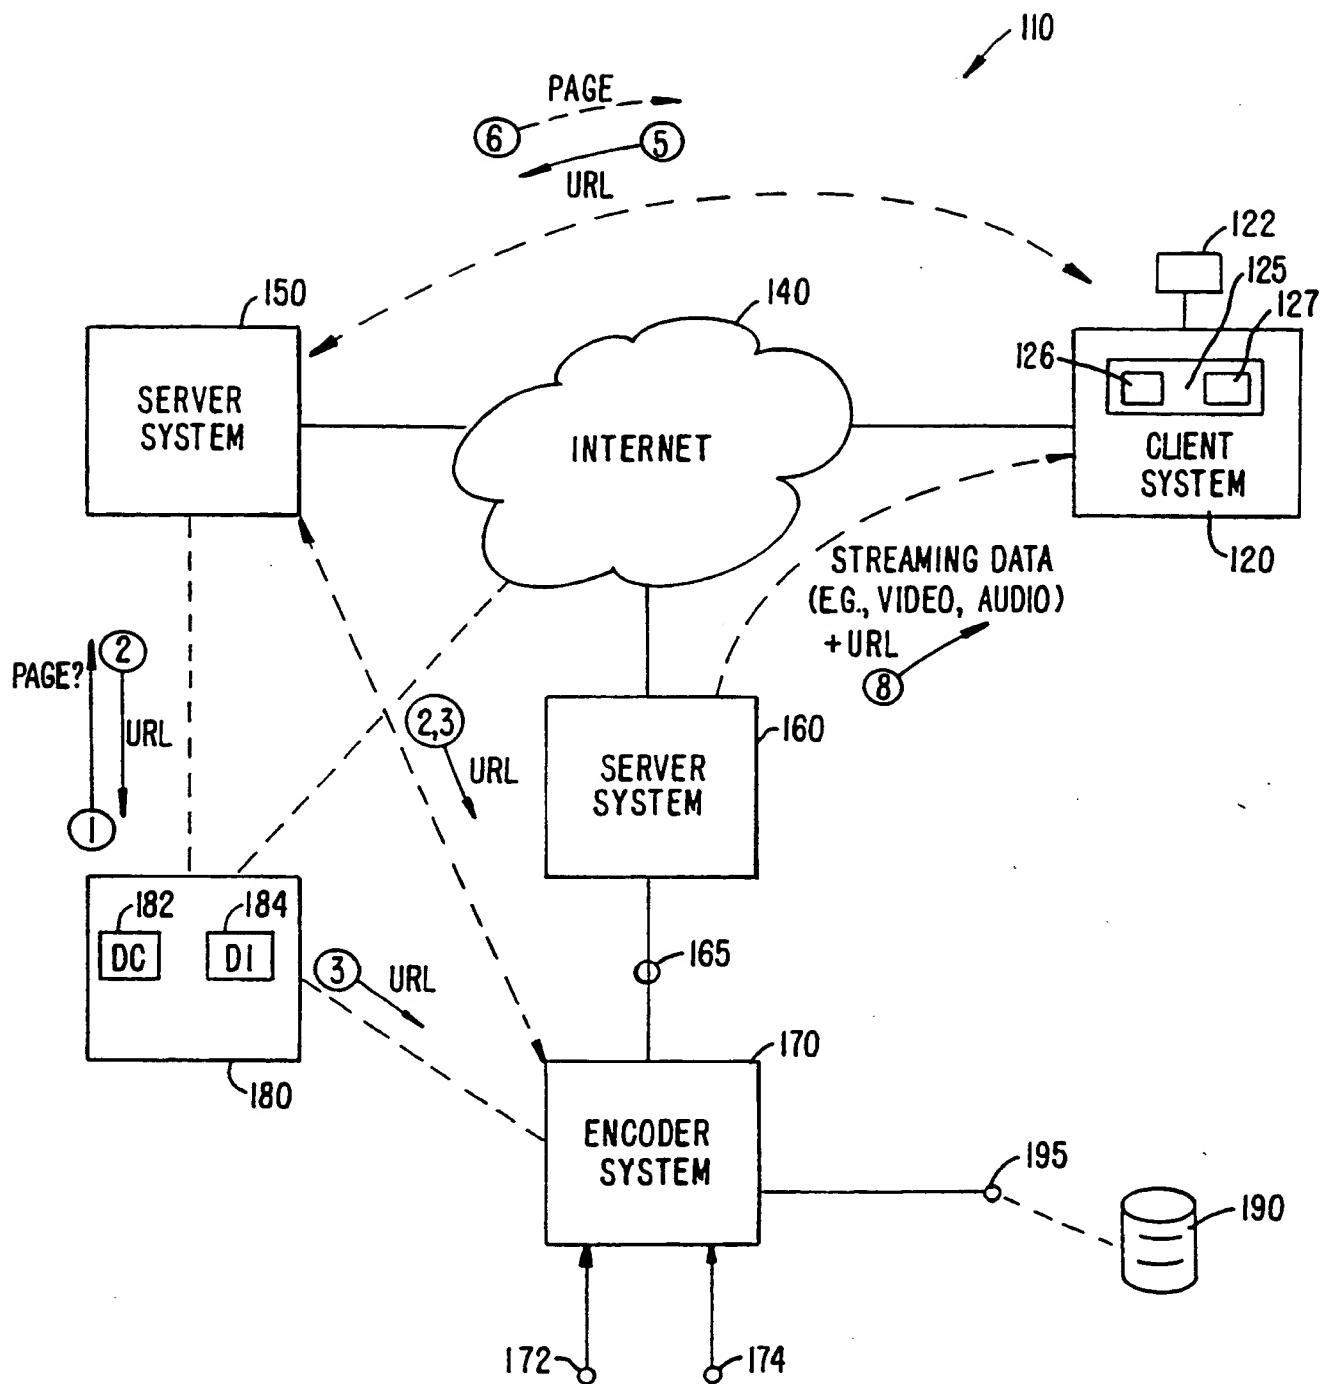 110
PAGE
6
5
URL
122
125
127
150
140
126
SERVER
SYSTEM
INTERNET
CLIENT
SYSTEM
120
STREAMING DATA
(E.G., VIDEO, AUDIO)
+URL
8
2
PAGE?
URL
1
2,3
URL
160
SERVER
SYSTEM
182
184
DC
DI
3
URL
165
180
170
ENCODER
SYSTEM
195
190
172
174